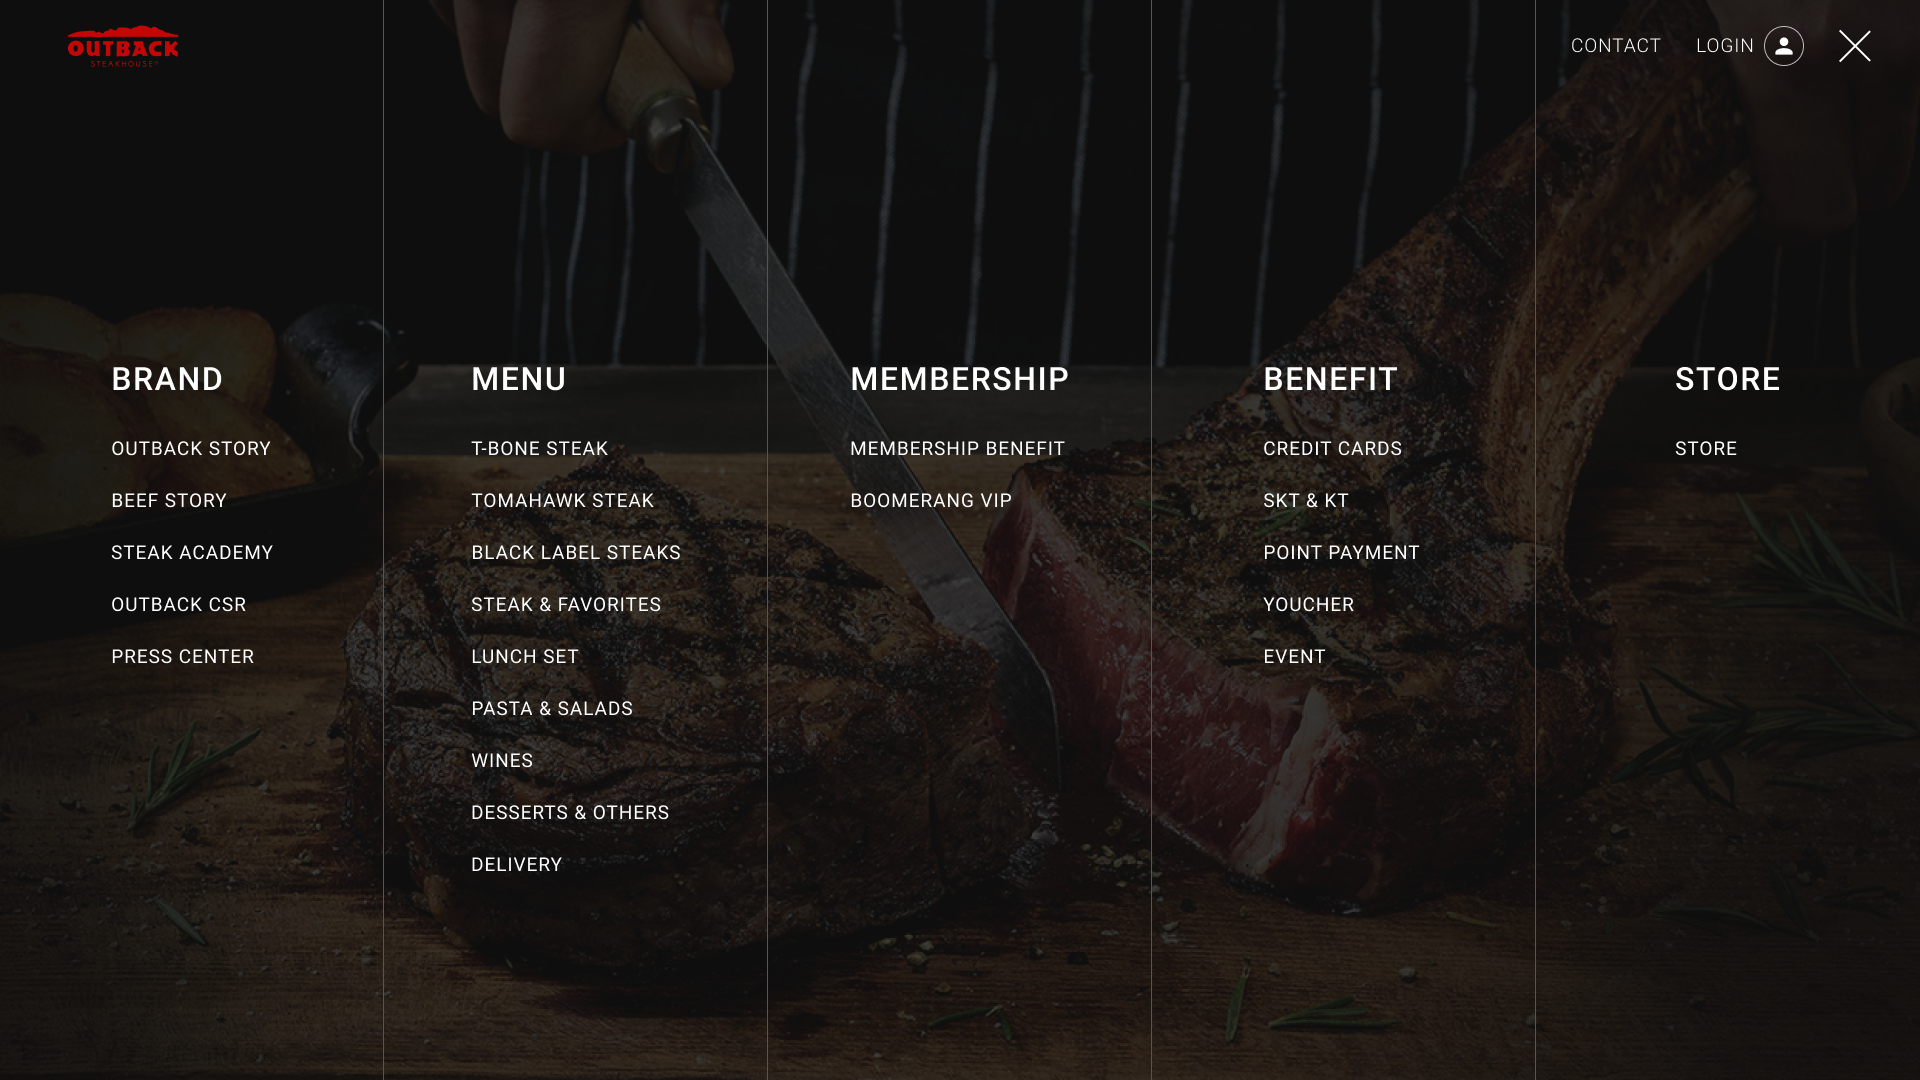 OUTBACK
STEAKHOUSE
CONTACT
LOGIN
BRAND
OUTBACK STORY
BEEF STORY
STEAK ACADEMY
OUTBACK CSR
PRESS CENTER
MENU
T-BONE STEAK
TOMAHAWK STEAK
BLACK LABEL STEAKS
STEAK & FAVORITES
LUNCH SET
PASTA & SALADS
WINES
DESSERTS & OTHERS
DELIVERY
MEMBERSHIP
MEMBERSHIP BENEFIT
BOOMERANG VIP
BENEFIT
CREDIT CARDS
SKT & KT
POINT PAYMENT
YOUCHER
EVENT
STORE
STORE